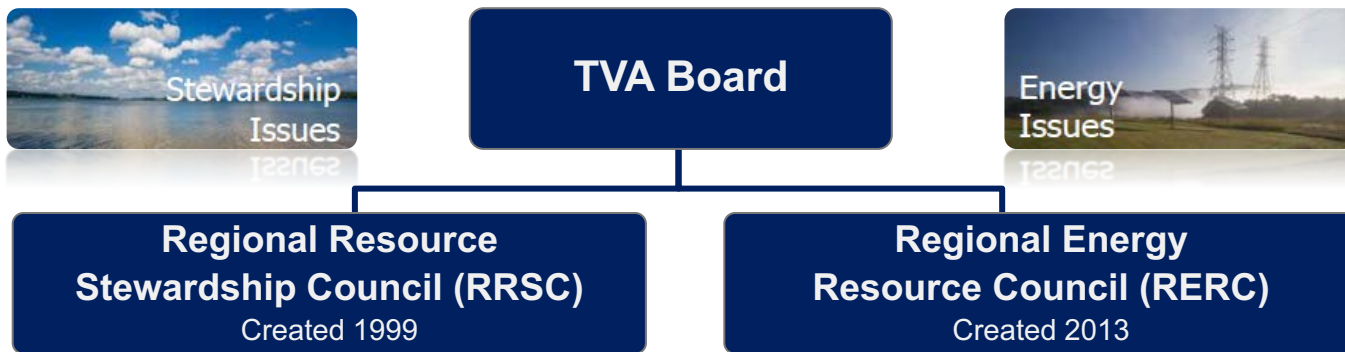 Stewardship
Issues
TVA Board
Energy
Issues
Regional Resource
Stewardship Council (RRSC)
Created 1999
Regional Energy
Resource Council (RERC)
Created 2013